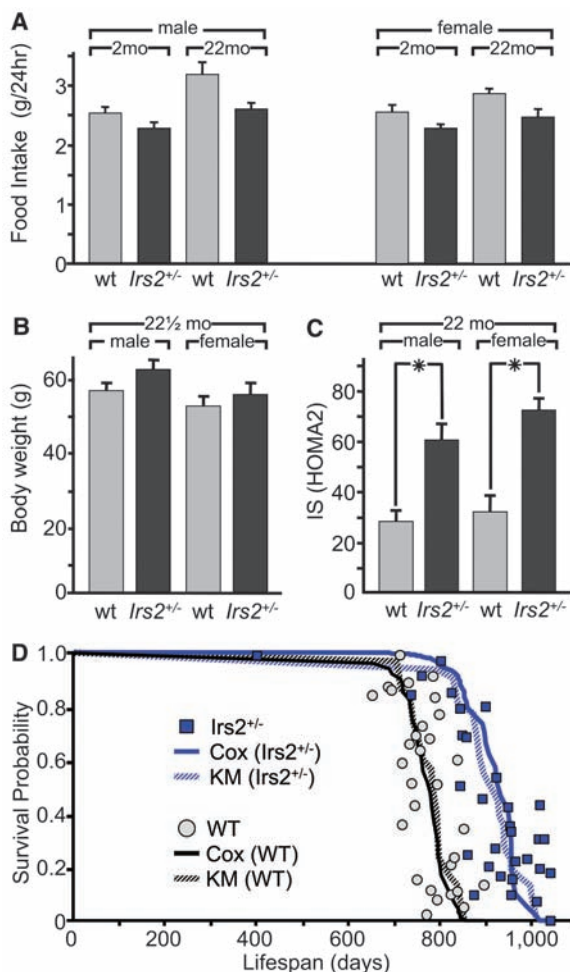 A
male
female
2mo 22mo
2mo 22mo
Food Intake (g/24hr)
3
2
1
0
wt Irs2+/- wt Irs2+/-
wt Irs2+/- wt Irs2+/-
B
22½ mo
male female
Body weight (g)
60
40
20
0
wt Irs2+/- wt Irs2+/-
C
22 mo
male female
* *
IS (HOMA2)
80
60
40
20
wt Irs2+/- wt Irs2+/-
D
Survival Probability
1.0
0.8
0.6
0.4
0.2
0
Irs2+/-
Cox (Irs2+/-)
KM (Irs2+/-)
WT
Cox (WT)
KM (WT)
0 200 400 600 800 1,000
Lifespan (days)